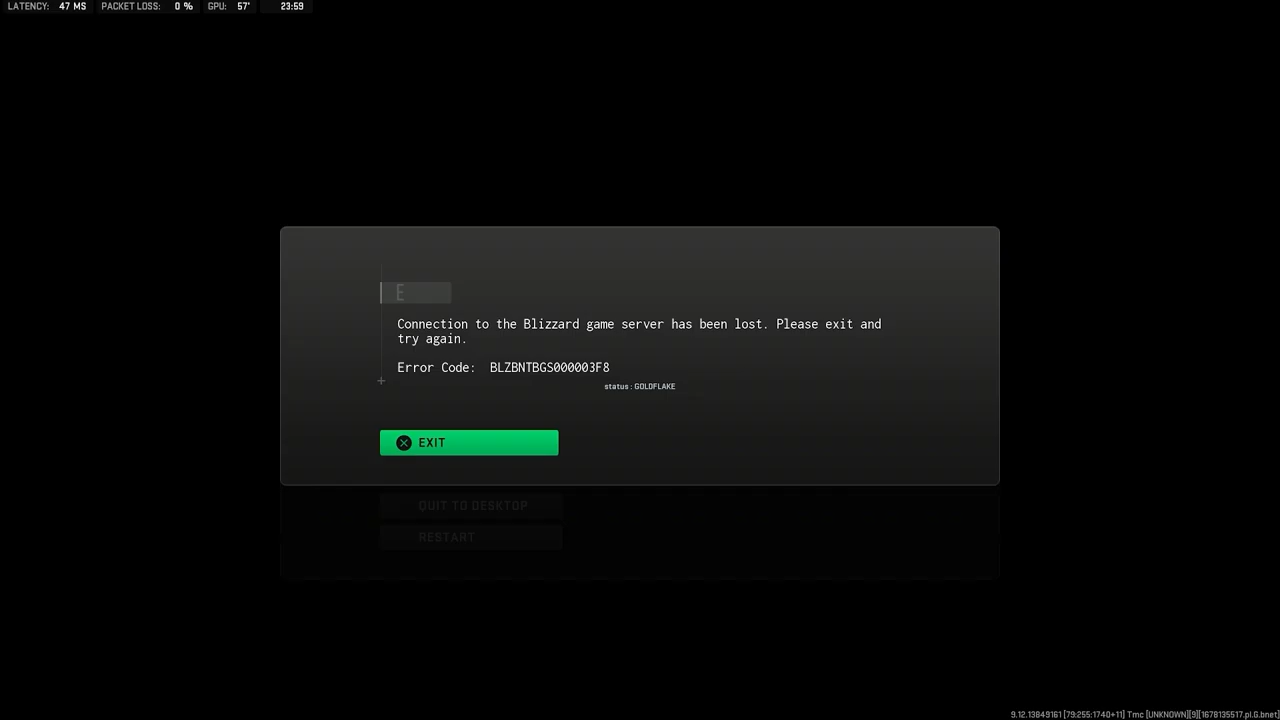 LATENCY: 47 MS PACKET LOSS: 0 % GPU: 57° 23:59
E
Connection to the Blizzard game server has been lost. Please exit and
try again.
Error Code: BLZBNTBGS000003F8
status : GOLDFLAKE
EXIT
QUIT TO DESKTOP
RESTART
9.12.13849161 [79:255:1740+11] Tmc [UNKNOWN][9][1678135517.pl.G.bnet]